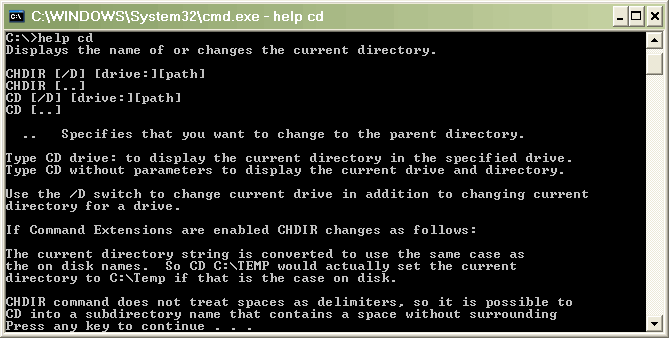 C:\WINDOWS\System32\cmd.exe - help cd
C:\>help cd
Displays the name of or changes the current directory.
CHDIR [/D] [drive:][path]
CHDIR [..]
CD [/D] [drive:][path]
CD [..]
.. Specifies that you want to change to the parent directory.
Type CD drive: to display the current directory in the specified drive.
Type CD without parameters to display the current drive and directory.
Use the /D switch to change current drive in addition to changing current
directory for a drive.
If Command Extensions are enabled CHDIR changes as follows:
The current directory string is converted to use the same case as
the on disk names. So CD C:\TEMP would actually set the current
directory to C:\Temp if that is the case on disk.
CHDIR command does not treat spaces as delimiters, so it is possible to
CD into a subdirectory name that contains a space without surrounding
Press any key to continue . . .